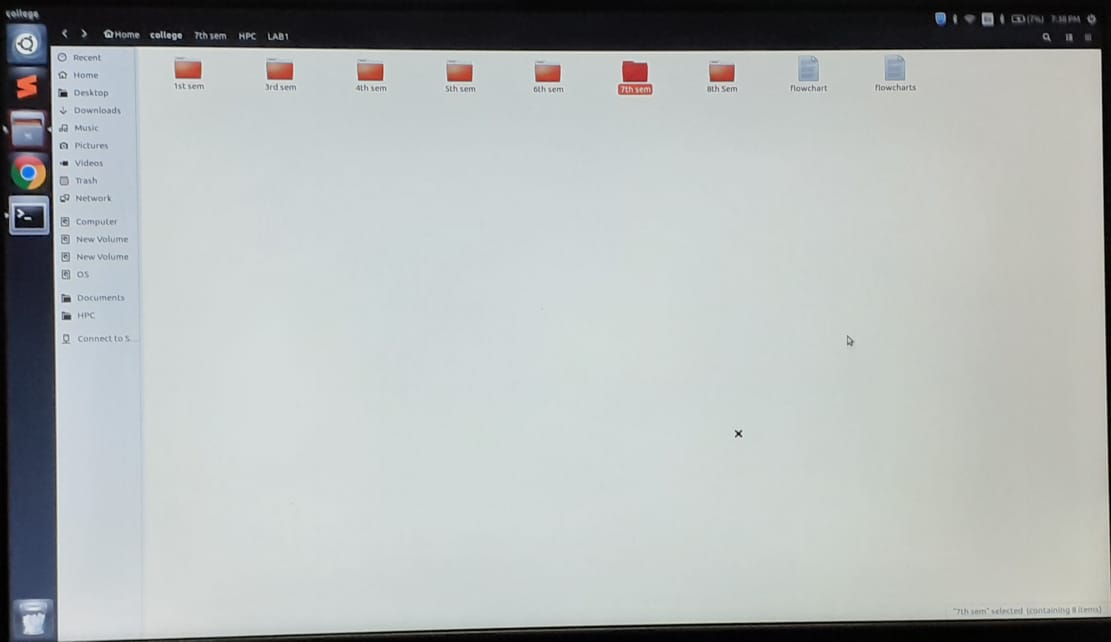 college
(7%) 7:38 PM
Home college 7th sem HPC LAB1
Recent
Home
Desktop
Downloads
Music
Pictures
Videos
Trash
Network
Computer
New Volume
New Volume
OS
Documents
HPC
Connect to S...
1st sem 3rd sem 4th sem 5th sem 6th sem 7th sem 8th Sem flowchart flowcharts
"7th sem" selected (containing 8 items)